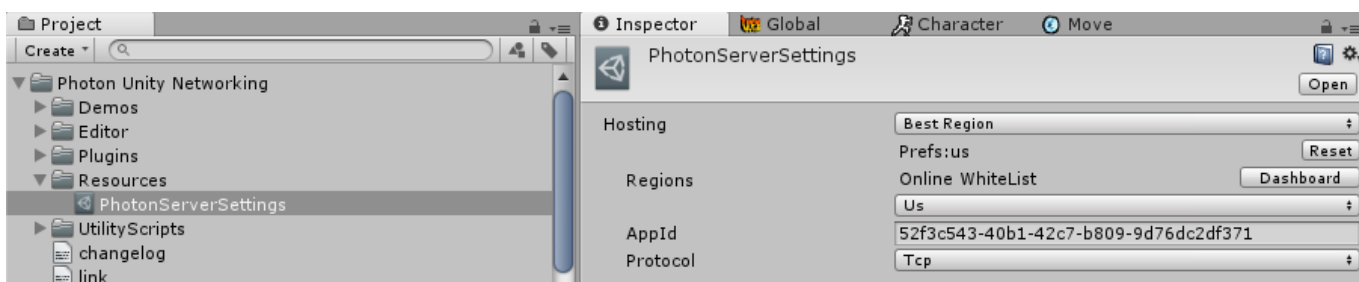 Project
Create
Photon Unity Networking
Demos
Editor
Plugins
Resources
PhotonServerSettings
UtilityScripts
changelog
link
Inspector Global Character Move
PhotonServerSettings
Open
Hosting Best Region
Prefs:us Reset
Regions Online WhiteList Dashboard
Us
AppId 52f3c543-40b1-42c7-b809-9d76dc2df371
Protocol Tcp